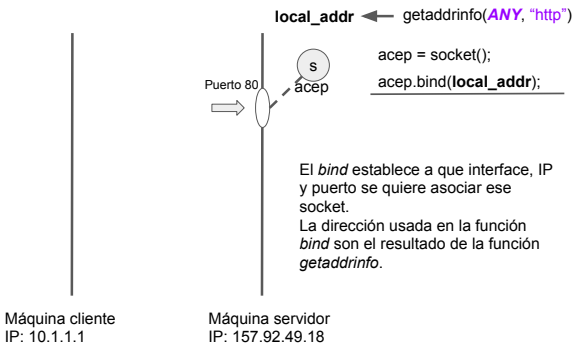 local_addr getaddrinfo(ANY, “http”)
s
acep
Puerto 80
acep = socket();
acep.bind(local_addr);
El bind establece a que interface, IP
y puerto se quiere asociar ese
socket.
La dirección usada en la función
bind son el resultado de la función
getaddrinfo.
Máquina cliente
IP: 10.1.1.1
Máquina servidor
IP: 157.92.49.18